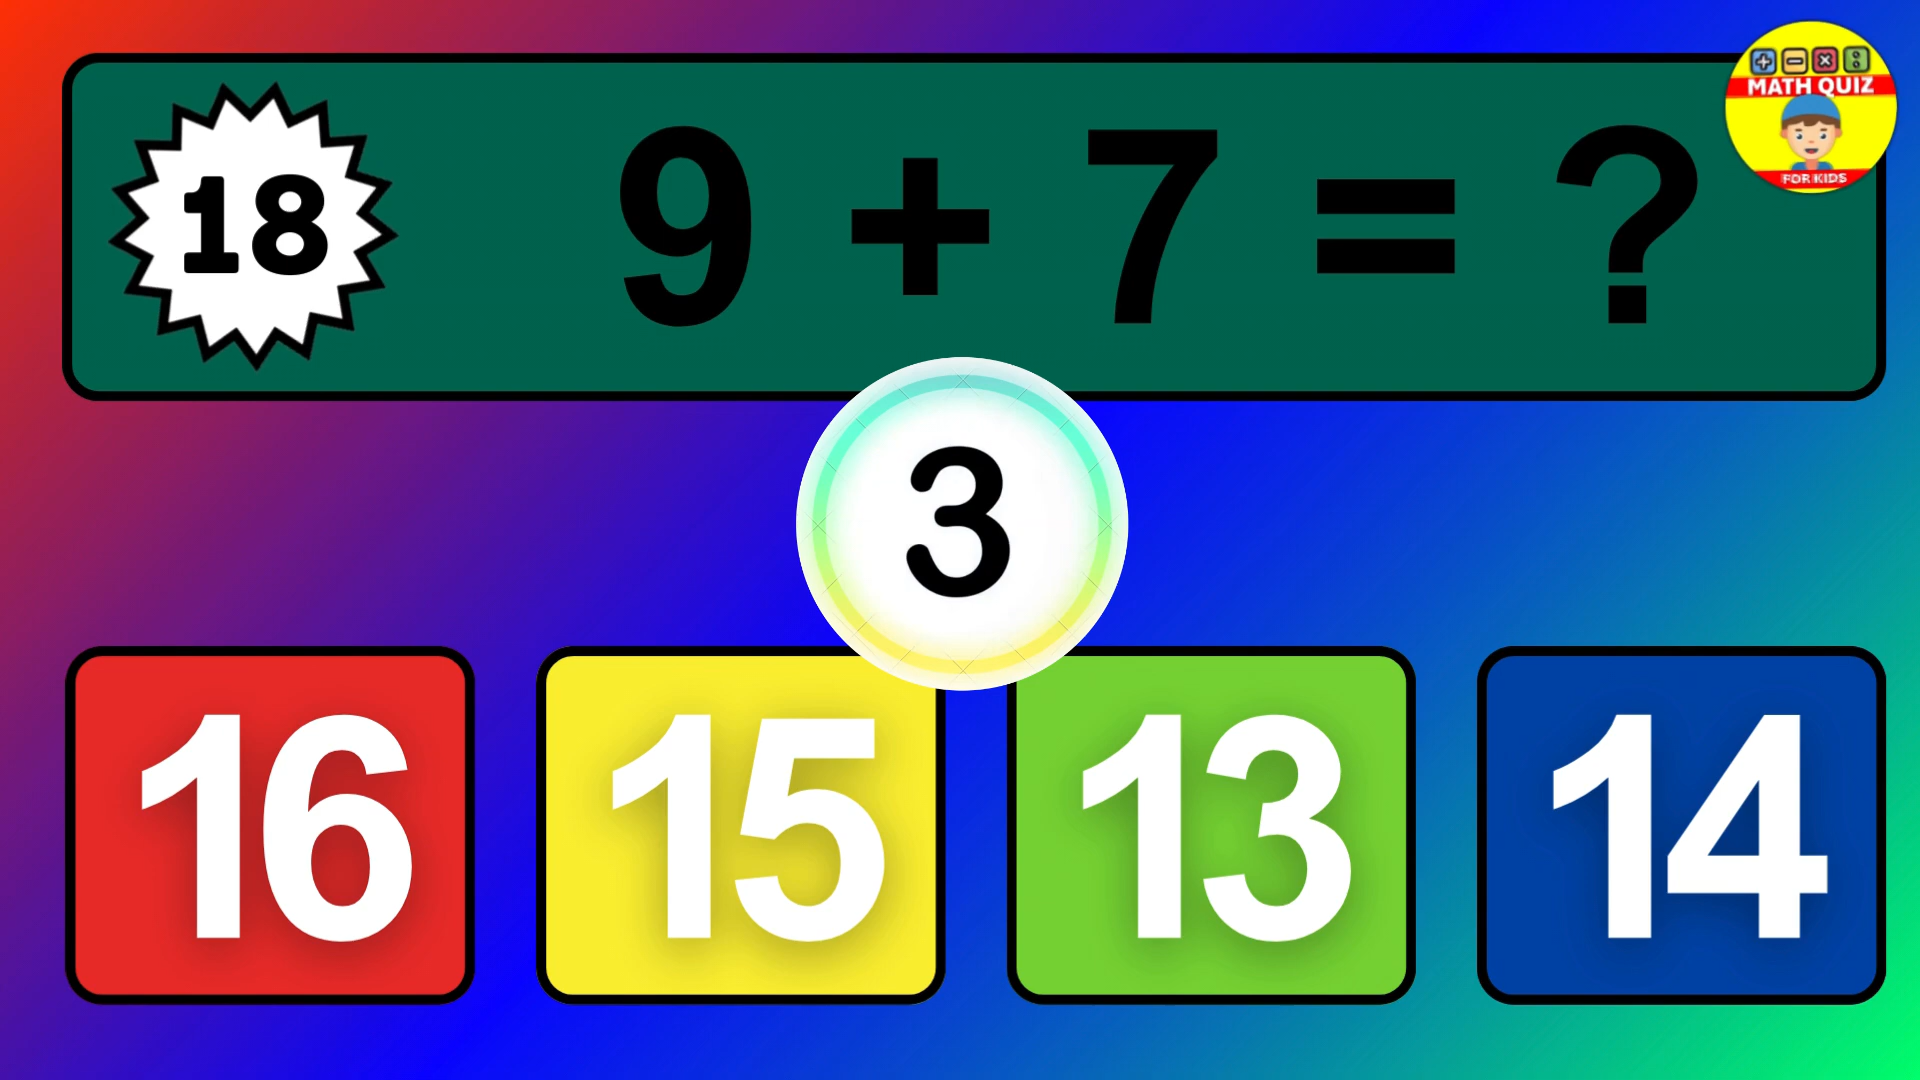 18
9 + 7 = ?
+ − × :
MATH QUIZ
FOR KIDS
3
16
15
13
14